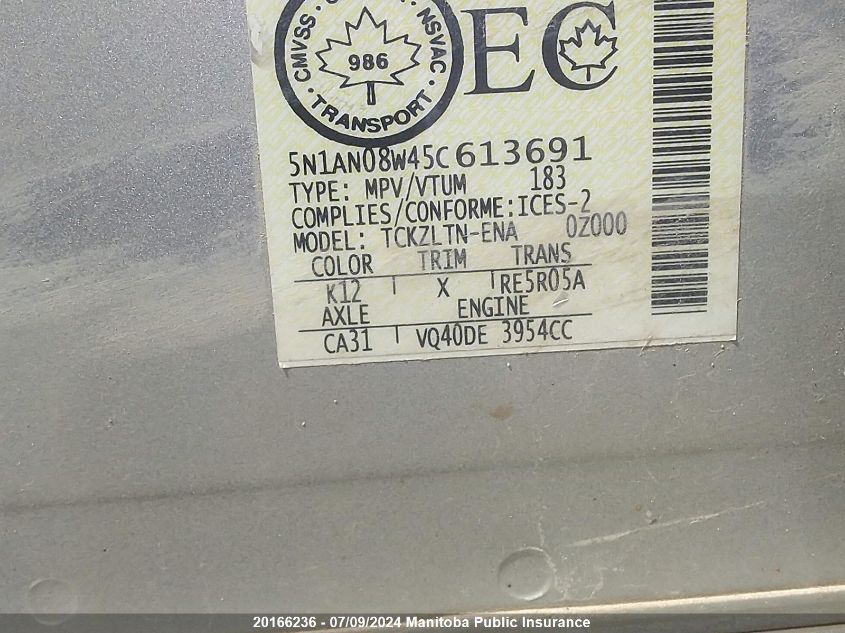 CMVSS · NSVAC ·
986
TRANSPORT
EC
5N1AN08W45C613691
TYPE: MPV/VTUM 183
COMPLIES/CONFORME:ICES-2
MODEL: TCKZLTN-ENA 0Z000
COLOR TRIM TRANS
K12 X RE5R05A
AXLE ENGINE
CA31 VQ40DE 3954CC
20166236 - 07/09/2024 Manitoba Public Insurance